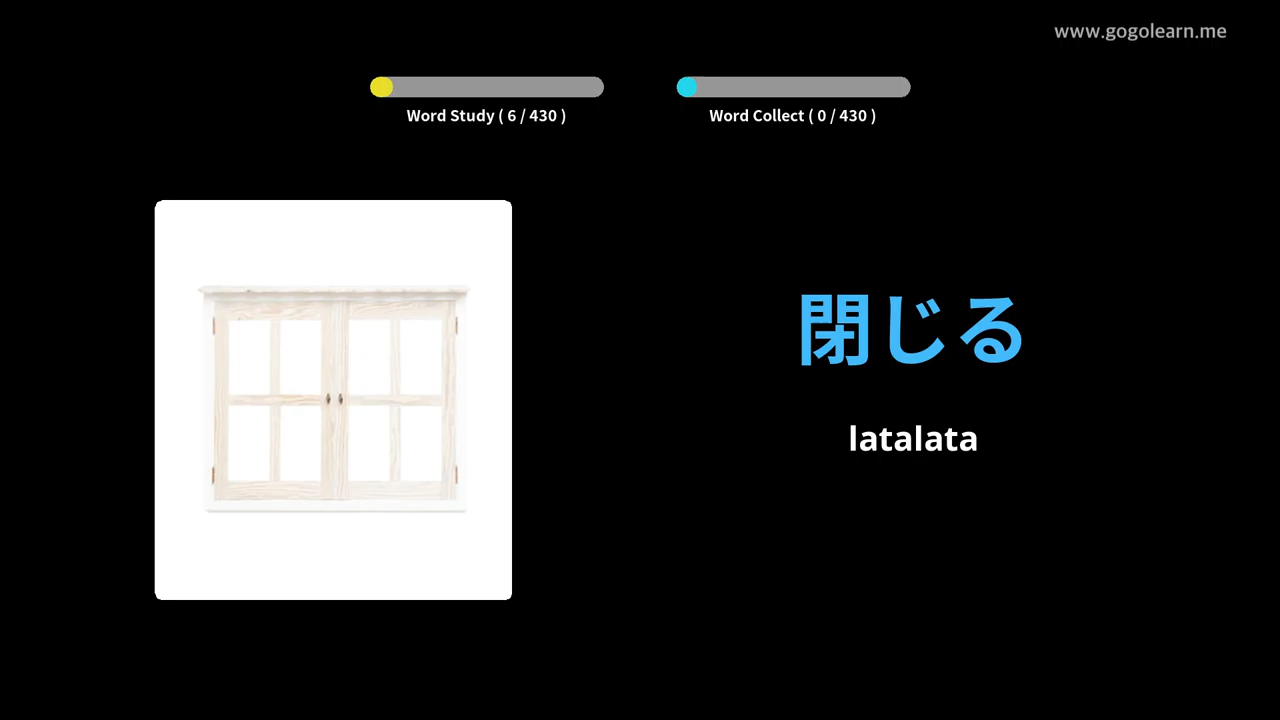 www.gogolearn.me
Word Study ( 6 / 430 )
Word Collect ( 0 / 430 )
閉じる
latalata